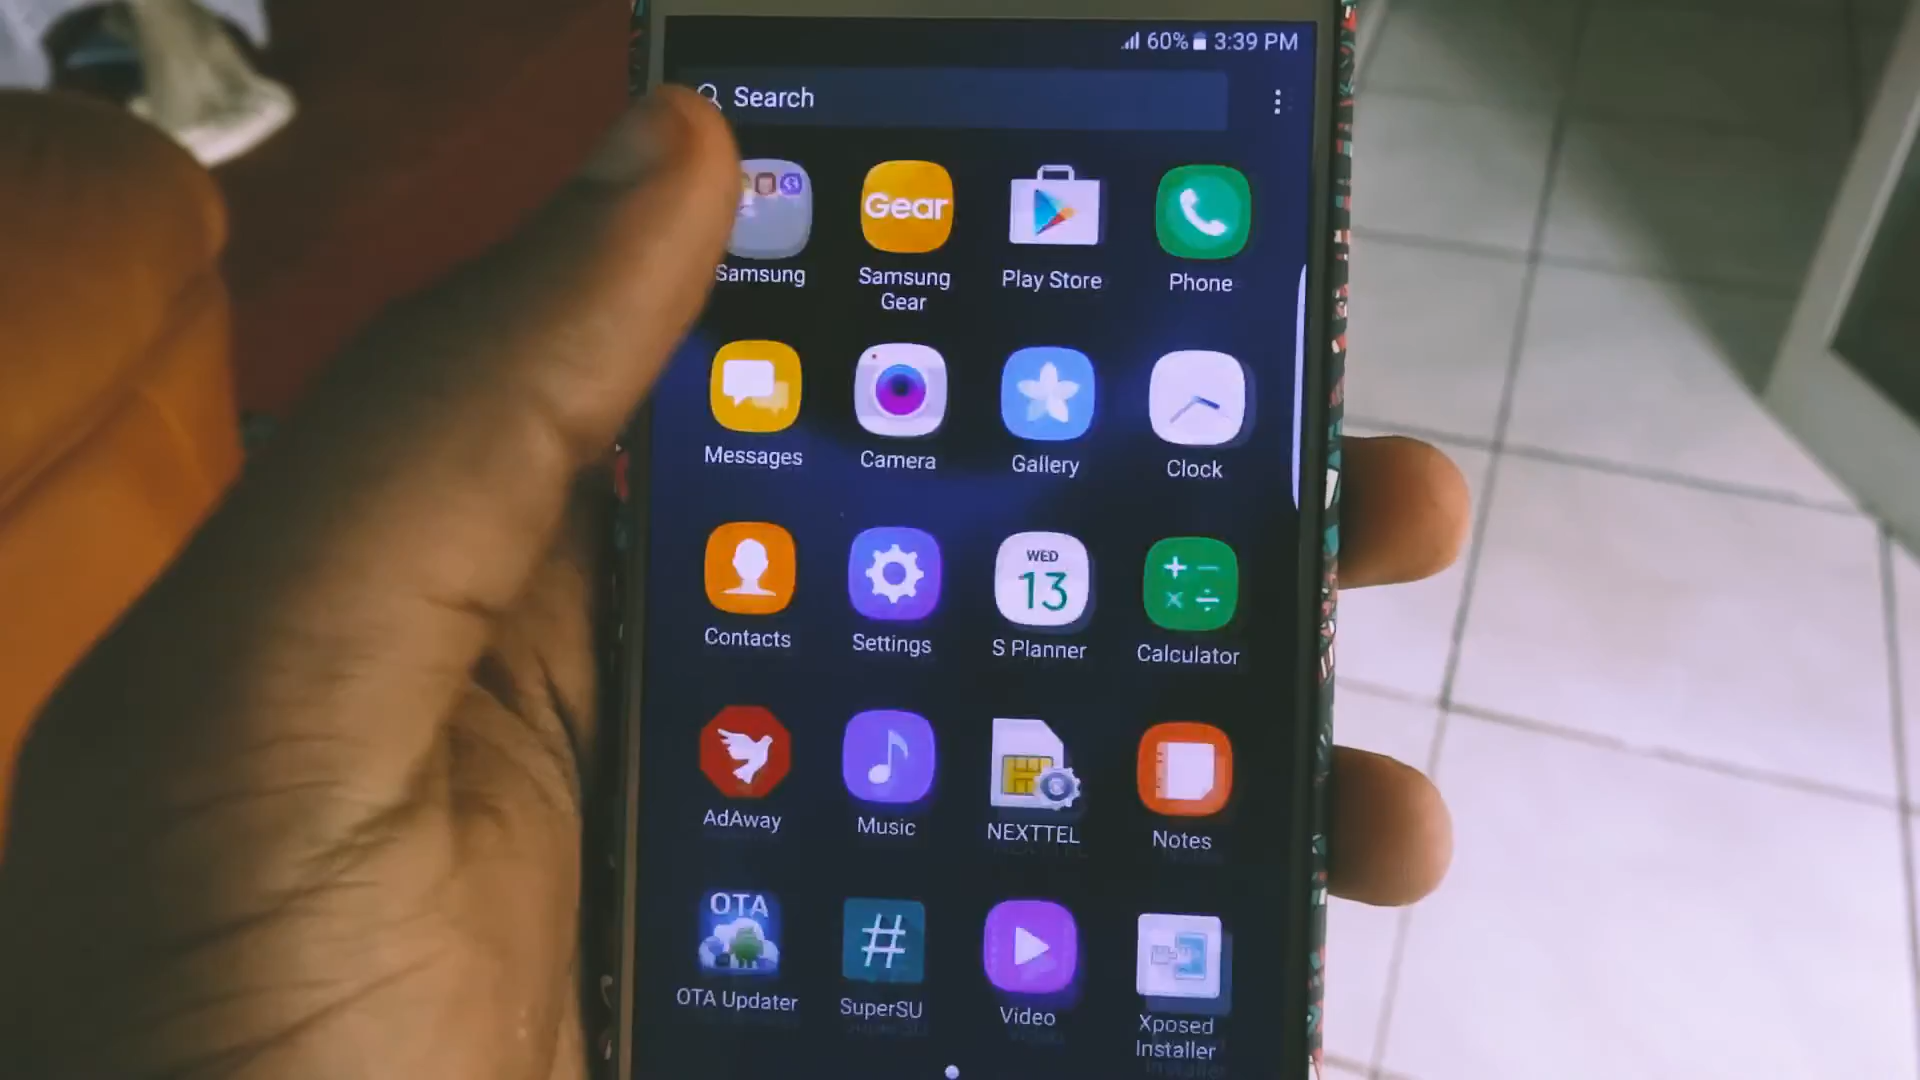 60% 3:39 PM
Search
Gear
Samsung
Samsung
Gear
Play Store
Phone
Messages
Camera
Gallery
Clock
WED
13
Contacts
Settings
S Planner
Calculator
AdAway
Music
NEXTTEL
Notes
OTA
OTA Updater
SuperSU
Video
Xposed
Installer